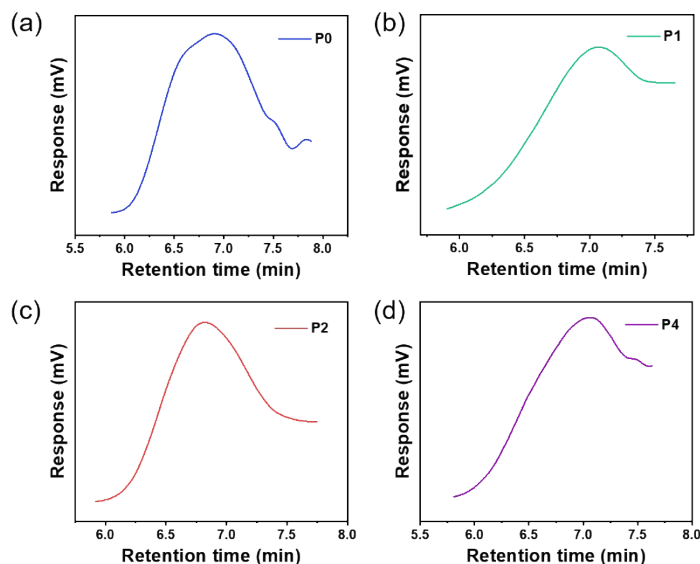 (a)
P0
Response (mV)
5.5 6.0 6.5 7.0 7.5 8.0
Retention time (min)
(b)
P1
Response (mV)
6.0 6.5 7.0 7.5
Retention time (min)
(c)
P2
Response (mV)
6.0 6.5 7.0 7.5 8.0
Retention time (min)
(d)
P4
Response (mV)
5.5 6.0 6.5 7.0 7.5 8.0
Retention time (min)